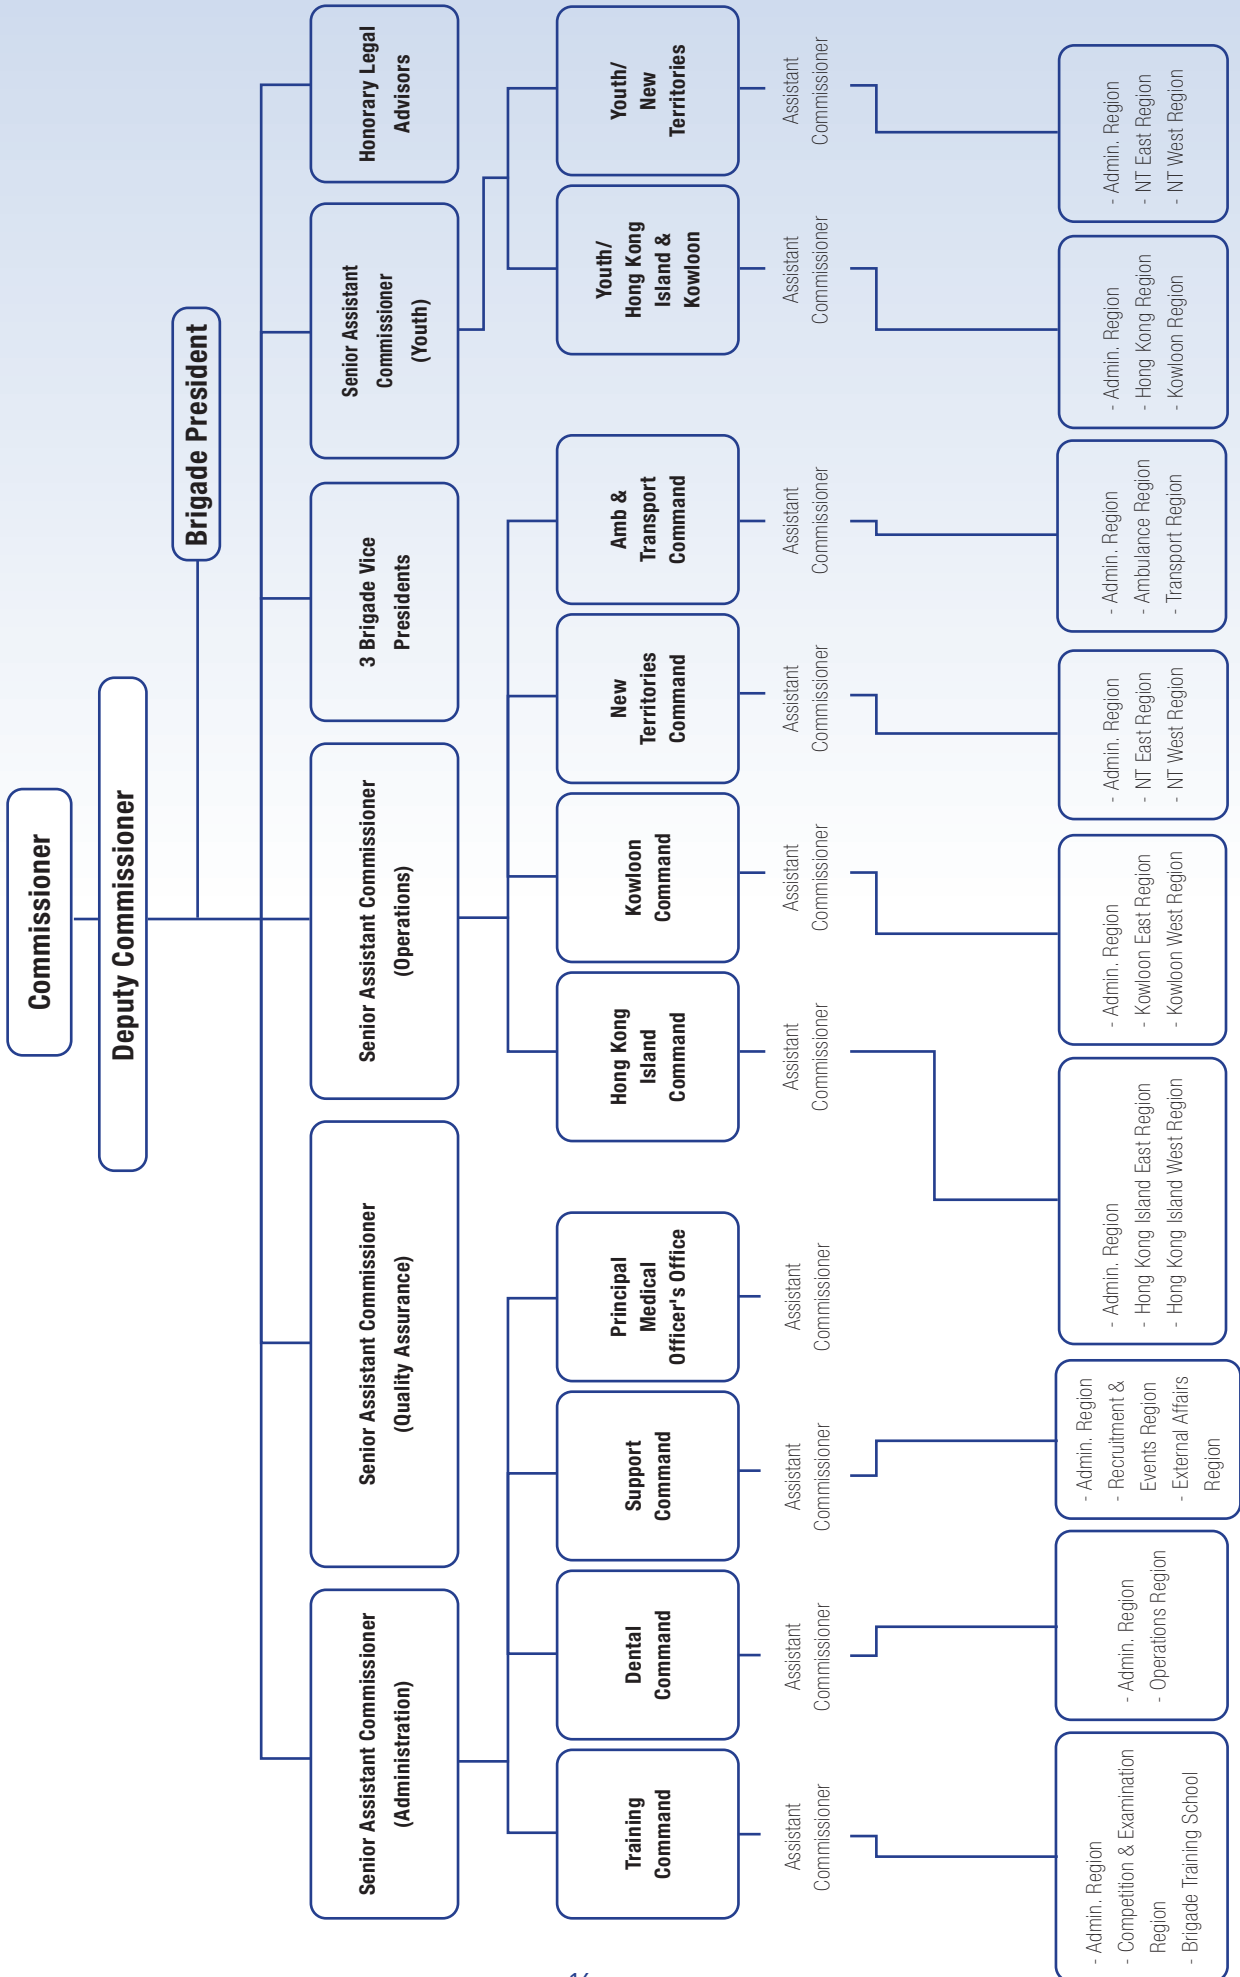 Commissioner
Deputy Commissioner
Brigade President
Senior Assistant Commissioner
(Administration)
Senior Assistant Commissioner
(Quality Assurance)
Senior Assistant Commissioner
(Operations)
3 Brigade Vice
Presidents
Senior Assistant
Commissioner
(Youth)
Honorary Legal
Advisors
Training
Command
Dental
Command
Support
Command
Principal
Medical
Officer's Office
Hong Kong
Island
Command
Kowloon
Command
New
Territories
Command
Amb &
Transport
Command
Youth/
Hong Kong
Island &
Kowloon
Youth/
New
Territories
Assistant
Commissioner
Assistant
Commissioner
Assistant
Commissioner
Assistant
Commissioner
Assistant
Commissioner
Assistant
Commissioner
Assistant
Commissioner
Assistant
Commissioner
Assistant
Commissioner
Assistant
Commissioner
- Admin. Region
- Competition & Examination
Region
- Brigade Training School
- Admin. Region
- Operations Region
- Admin. Region
- Recruitment &
Events Region
- External Affairs
Region
- Admin. Region
- Hong Kong Island East Region
- Hong Kong Island West Region
- Admin. Region
- Kowloon East Region
- Kowloon West Region
- Admin. Region
- NT East Region
- NT West Region
- Admin. Region
- Ambulance Region
- Transport Region
- Admin. Region
- Hong Kong Region
- Kowloon Region
- Admin. Region
- NT East Region
- NT West Region